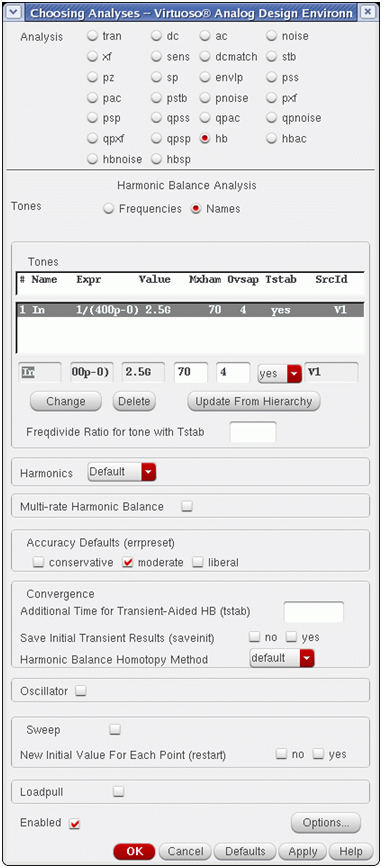 Choosing Analyses – Virtuoso® Analog Design Environn
Analysis
tran dc ac noise
xf sens dcmatch stb
pz sp envlp pss
pac pstb pnoise pxf
psp qpss qpac qpnoise
qpxf qpsp hb hbac
hbnoise hbsp
Harmonic Balance Analysis
Tones Frequencies Names
Tones
# Name Expr Value Mxham Ovsap Tstab SrcId
1 In 1/(400p-0) 2.5G 70 4 yes V1
In 00p-0) 2.5G 70 4 yes V1
Change Delete Update From Hierarchy
Freqdivide Ratio for tone with Tstab
Harmonics Default
Multi-rate Harmonic Balance
Accuracy Defaults (errpreset)
conservative moderate liberal
Convergence
Additional Time for Transient-Aided HB (tstab)
Save Initial Transient Results (saveinit) no yes
Harmonic Balance Homotopy Method default
Oscillator
Sweep
New Initial Value For Each Point (restart) no yes
Loadpull
Enabled Options...
OK Cancel Defaults Apply Help